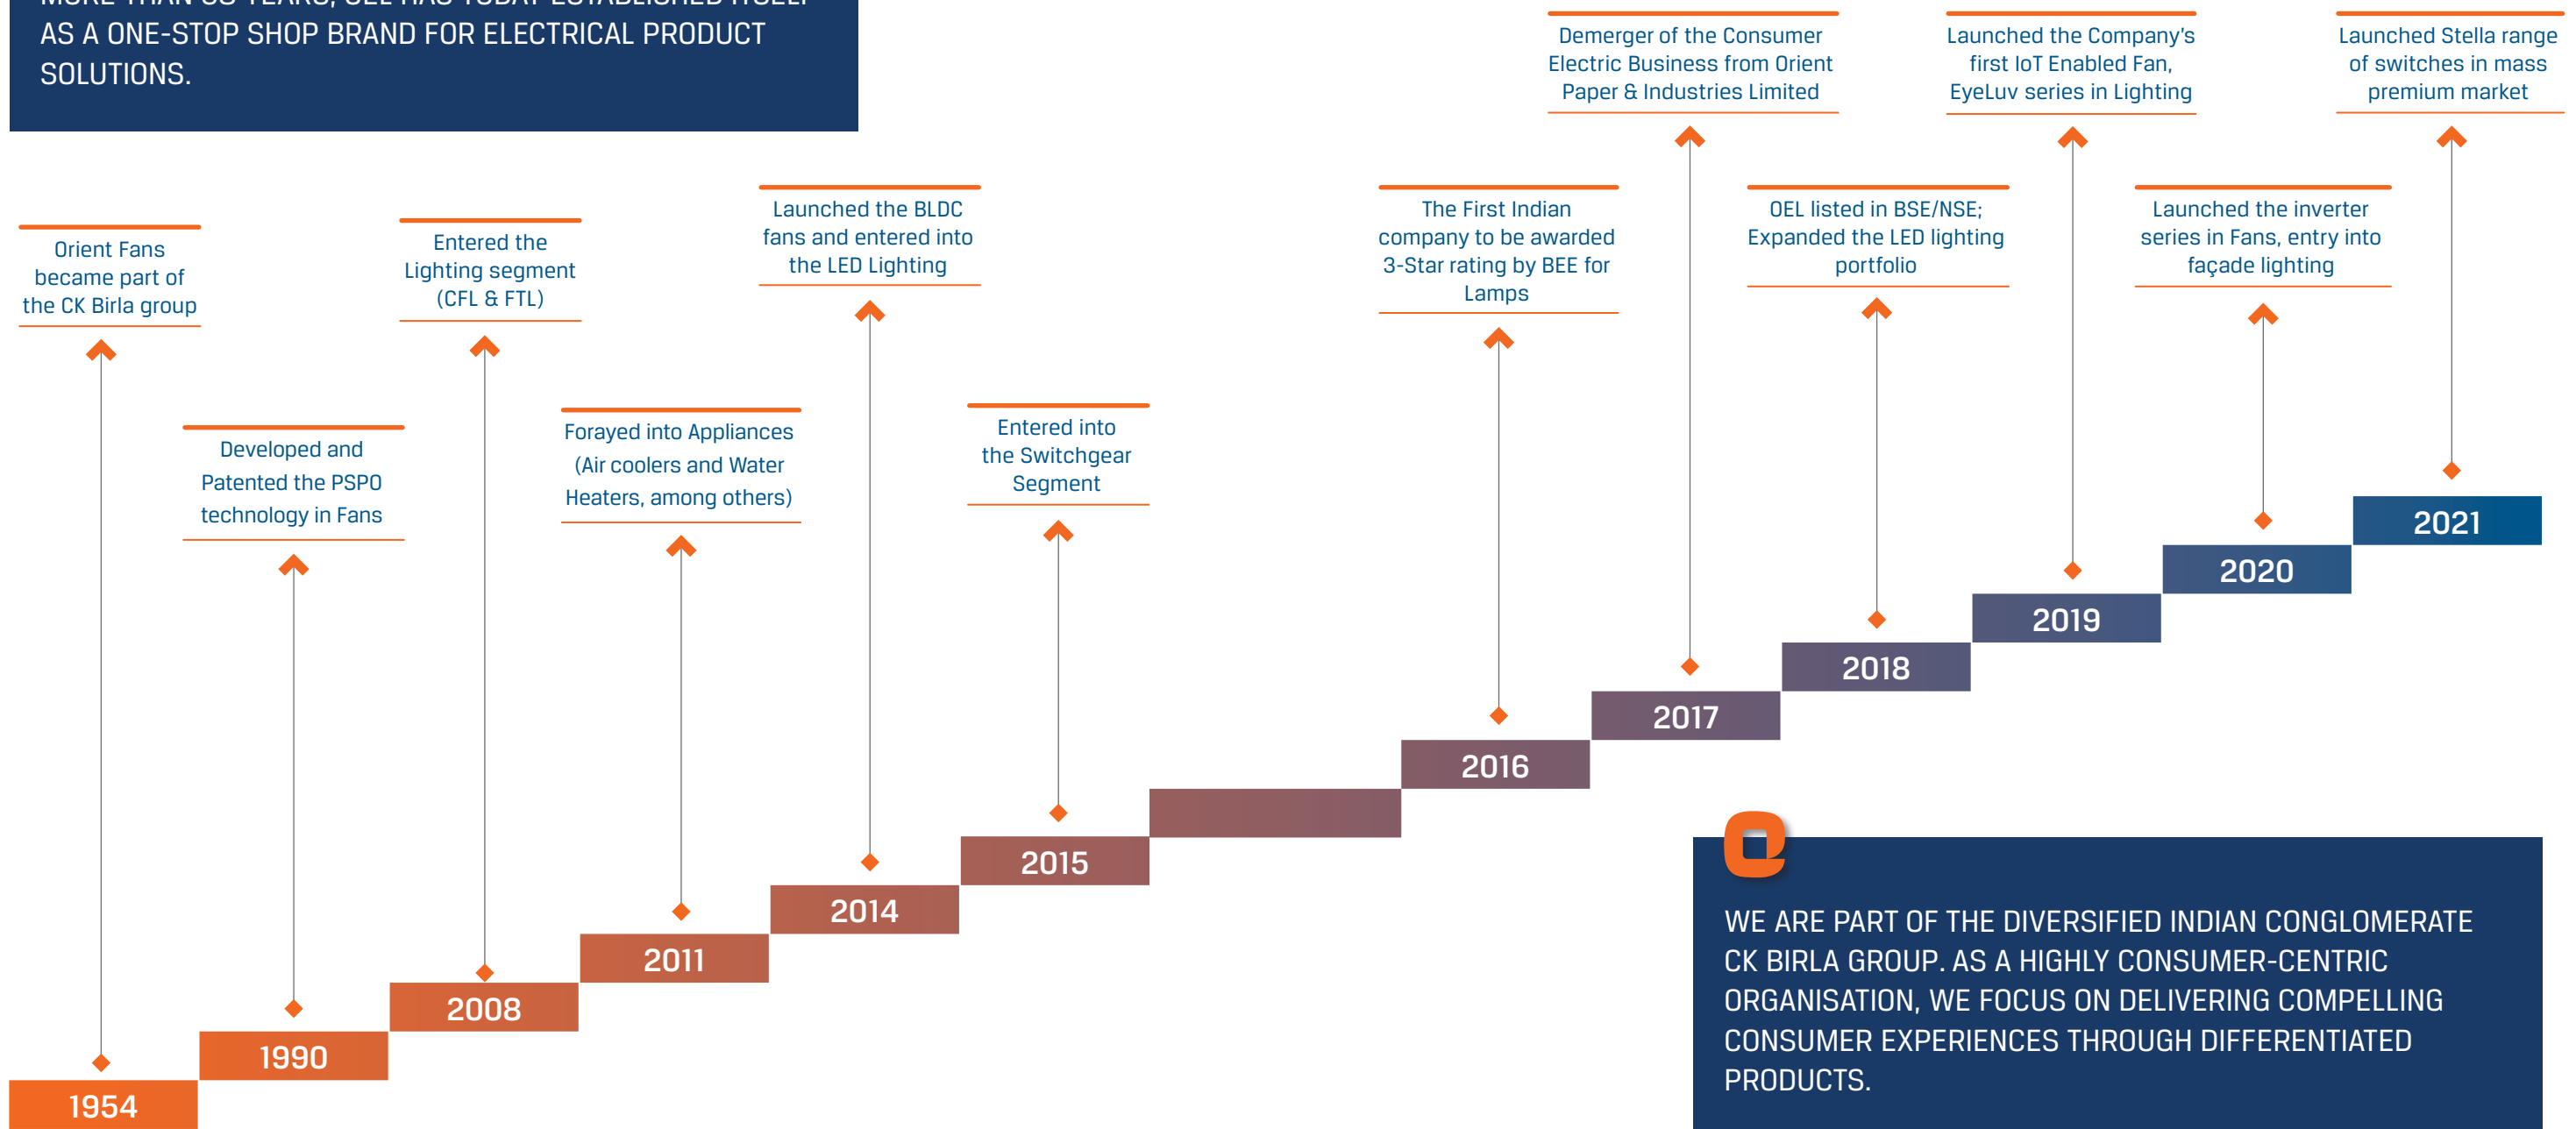 AS A ONE-STOP SHOP BRAND FOR ELECTRICAL PRODUCT
SOLUTIONS.
Orient Fans
became part of
the CK Birla group
Developed and
Patented the PSPO
technology in Fans
Entered the
Lighting segment
(CFL & FTL)
Forayed into Appliances
(Air coolers and Water
Heaters, among others)
Launched the BLDC
fans and entered into
the LED Lighting
Entered into
the Switchgear
Segment
The First Indian
company to be awarded
3-Star rating by BEE for
Lamps
Demerger of the Consumer
Electric Business from Orient
Paper & Industries Limited
OEL listed in BSE/NSE;
Expanded the LED lighting
portfolio
Launched the Company's
first IoT Enabled Fan,
EyeLuv series in Lighting
Launched the inverter
series in Fans, entry into
façade lighting
Launched Stella range
of switches in mass
premium market
1954
1990
2008
2011
2014
2015
2016
2017
2018
2019
2020
2021
WE ARE PART OF THE DIVERSIFIED INDIAN CONGLOMERATE
CK BIRLA GROUP. AS A HIGHLY CONSUMER-CENTRIC
ORGANISATION, WE FOCUS ON DELIVERING COMPELLING
CONSUMER EXPERIENCES THROUGH DIFFERENTIATED
PRODUCTS.